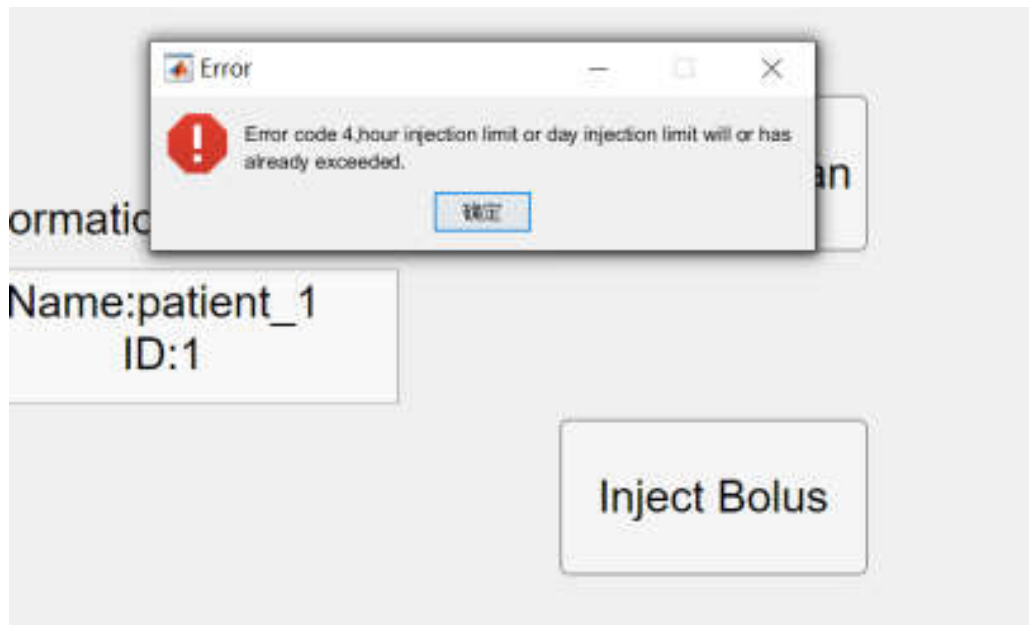 Error
Error code 4,hour injection limit or day injection limit will or has
already exceeded.
确定
an
ormatic
Name:patient_1
ID:1
Inject Bolus